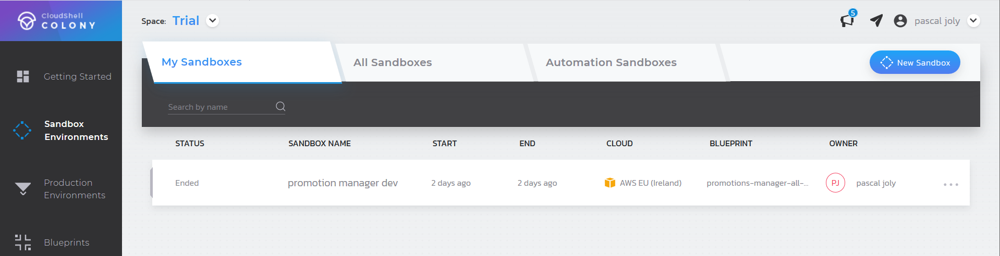 CloudShell
COLONY
Space: Trial
5
pascal joly
My Sandboxes
All Sandboxes
Automation Sandboxes
New Sandbox
Getting Started
Search by name
Sandbox
Environments
STATUS SANDBOX NAME START END CLOUD BLUEPRINT OWNER
Ended promotion manager dev 2 days ago 2 days ago AWS EU (Ireland) promotions-manager-all-... PJ pascal joly
Production
Environments
Blueprints